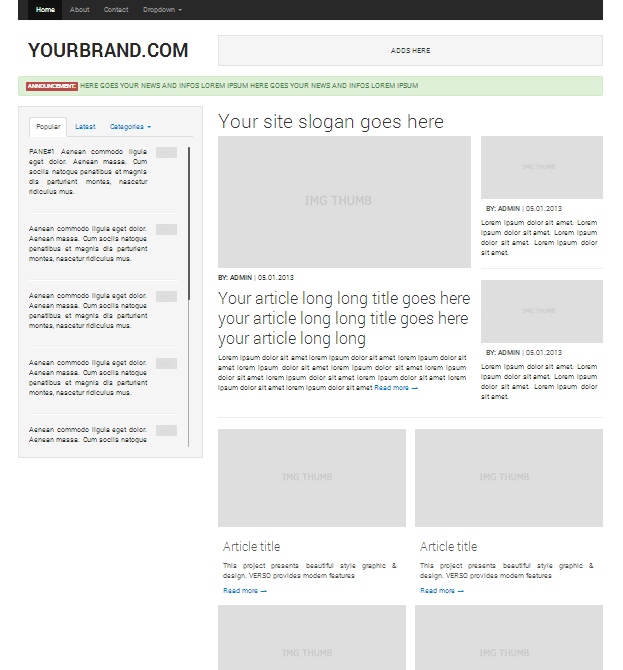 Home About Contact Dropdown
YOURBRAND.COM
ADDS HERE
ANNOUNCEMENT HERE GOES YOUR NEWS AND INFOS LOREM IPSUM HERE GOES YOUR NEWS AND INFOS LOREM IPSUM
Popular Latest Categories
PANE#1 Aenean commodo ligula
eget dolor. Aenean massa. Cum
sociis natoque penatibus et magnis
dis parturient montes, nascetur
ridiculus mus.
Aenean commodo ligula eget dolor.
Aenean massa. Cum sociis natoque
penatibus et magnis dis parturient
montes, nascetur ridiculus mus.
Aenean commodo ligula eget dolor.
Aenean massa. Cum sociis natoque
penatibus et magnis dis parturient
montes, nascetur ridiculus mus.
Aenean commodo ligula eget dolor.
Aenean massa. Cum sociis natoque
penatibus et magnis dis parturient
montes, nascetur ridiculus mus.
Aenean commodo ligula eget dolor.
Aenean massa. Cum sociis natoque
Your site slogan goes here
IMG THUMB
BY: ADMIN | 05.01.2013
Your article long long title goes here
your article long long title goes here
your article long long
Lorem ipsum dolor sit amet lorem ipsum dolor sit amet lorem ipsum dolor sit
amet lorem ipsum dolor sit amet. Lorem ipsum dolor sit amet lorem ipsum
dolor sit amet lorem ipsum dolor sit amet lorem ipsum dolor sit amet lorem
ipsum dolor sit amet lorem ipsum dolor sit amet Read more →
IMG THUMB
BY: ADMIN | 05.01.2013
Lorem ipsum dolor sit amet. Lorem
ipsum dolor sit amet. Lorem ipsum
dolor sit amet. Lorem ipsum dolor
sit amet.
IMG THUMB
BY: ADMIN | 05.01.2013
Lorem ipsum dolor sit amet. Lorem
ipsum dolor sit amet. Lorem ipsum
dolor sit amet. Lorem ipsum dolor
sit amet.
IMG THUMB
Article title
This project presents beautiful style graphic &
design. VERSO provides modern features
Read more →
IMG THUMB
Article title
This project presents beautiful style graphic &
design. VERSO provides modern features
Read more →
IMG THUMB
IMG THUMB